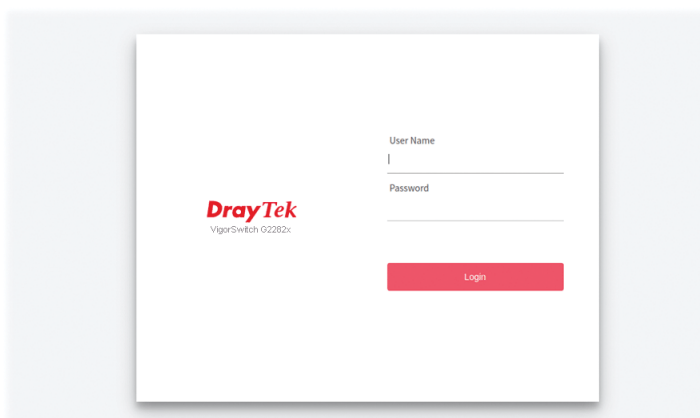 DrayTek
VigorSwitch G2282x
User Name
Password
Login